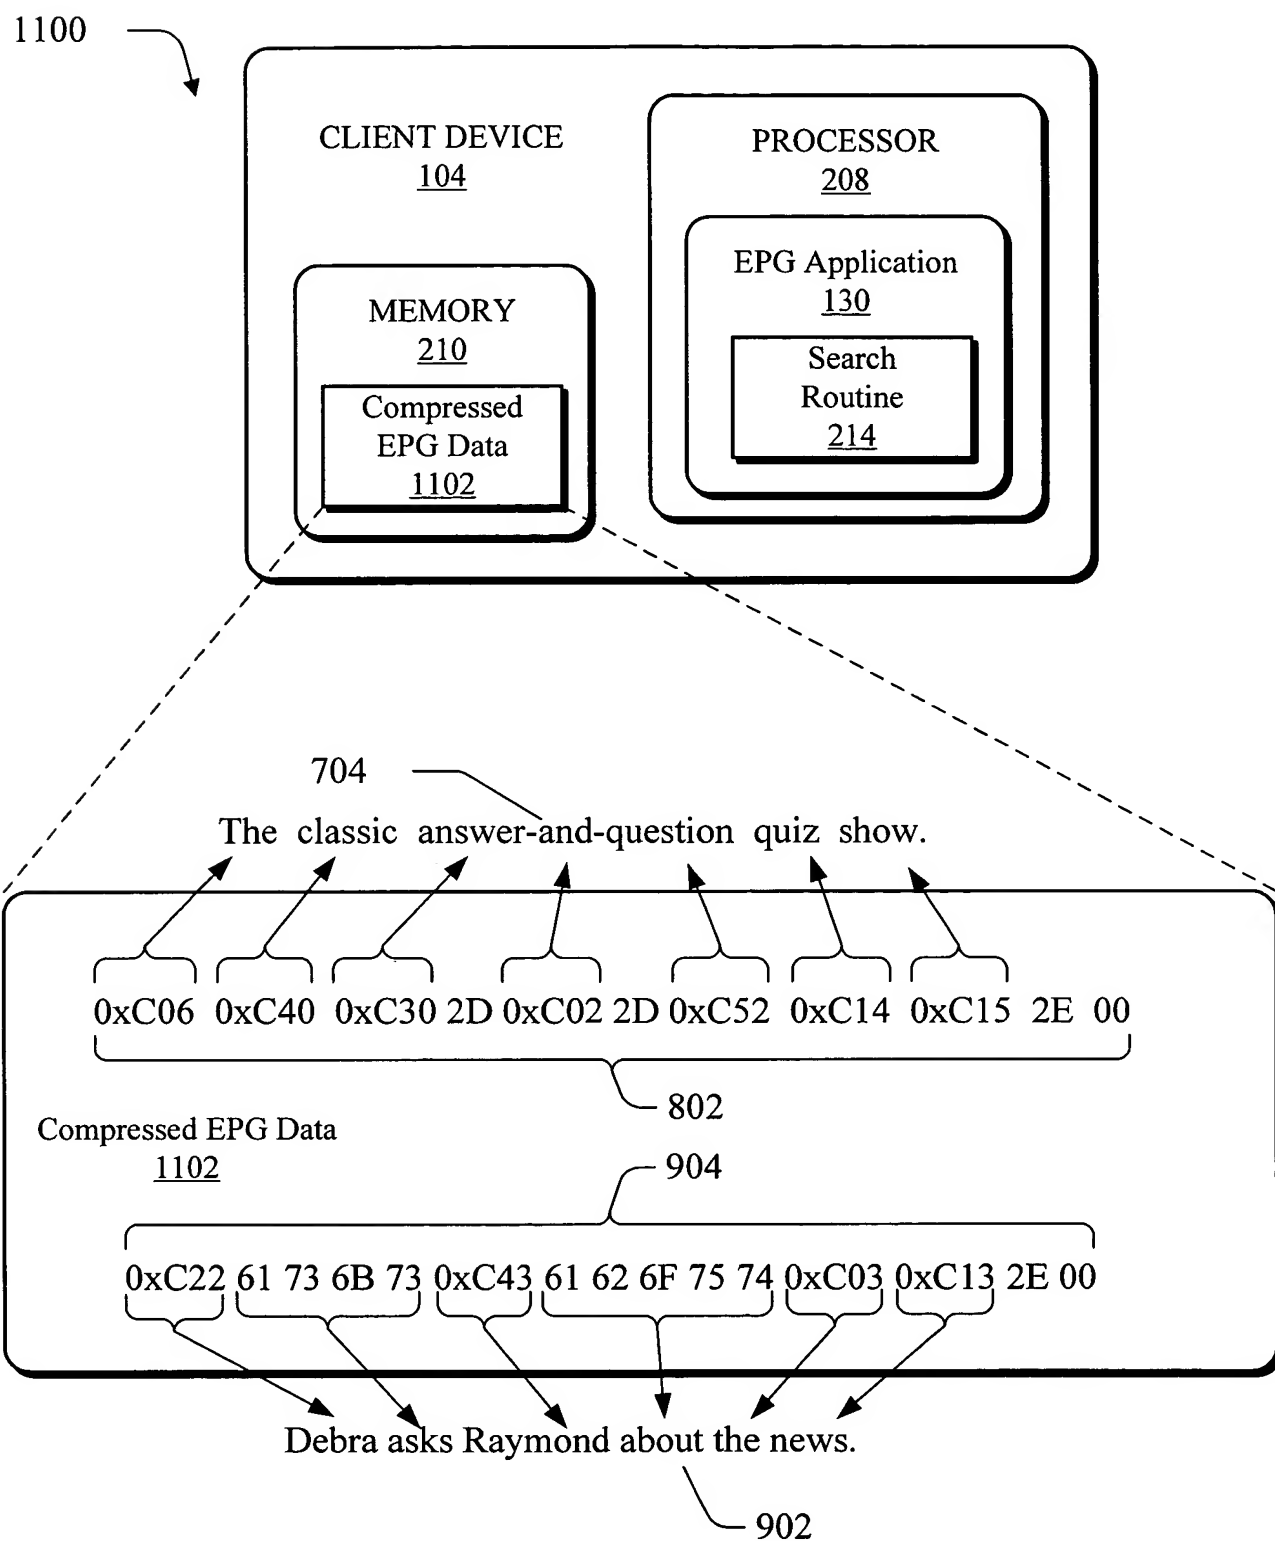 1100
CLIENT DEVICE
104
PROCESSOR
208
EPG Application
130
Search
Routine
214
MEMORY
210
Compressed
EPG Data
1102
704
The classic answer-and-question quiz show.
0xC06 0xC40 0xC30 2D 0xC02 2D 0xC52 0xC14 0xC15 2E 00
802
Compressed EPG Data
1102
904
0xC22 61 73 6B 73 0xC43 61 62 6F 75 74 0xC03 0xC13 2E 00
Debra asks Raymond about the news.
902